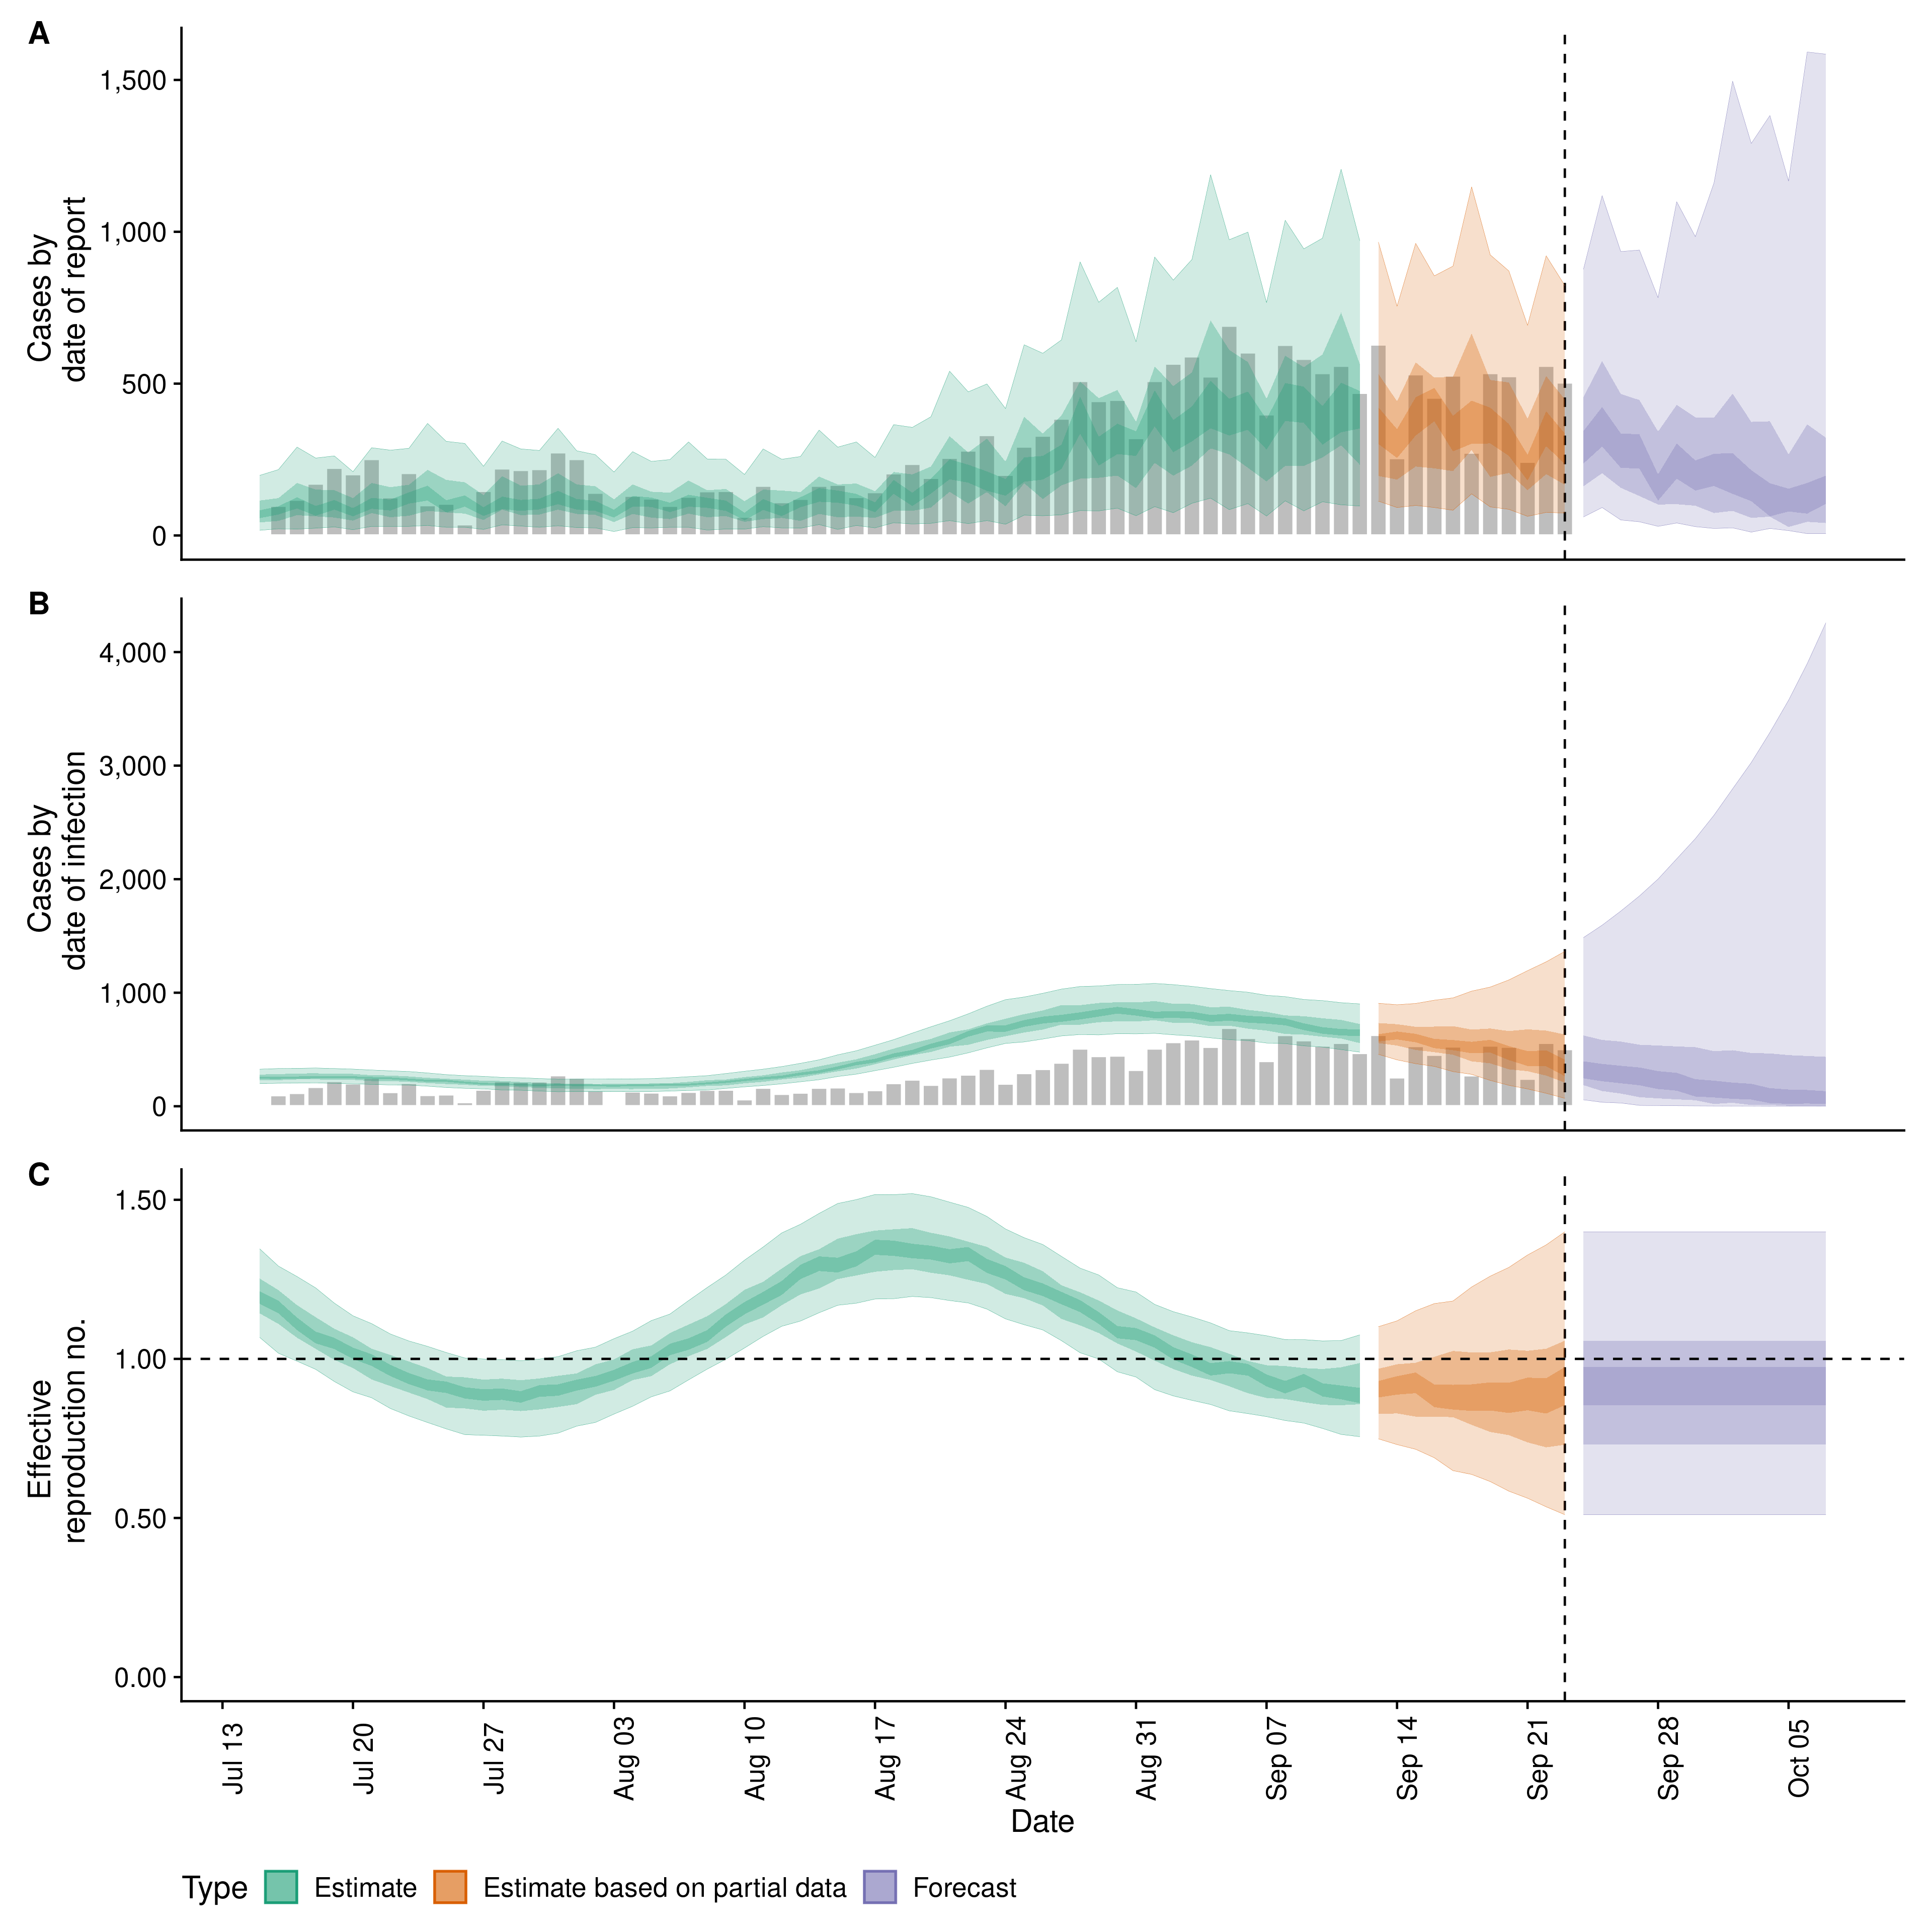 A
Cases by
date of report
1,500
1,000
500
0
B
Cases by
date of infection
4,000
3,000
2,000
1,000
0
C
Effective
reproduction no.
1.50
1.00
0.50
0.00
Jul 13
Jul 20
Jul 27
Aug 03
Aug 10
Aug 17
Aug 24
Aug 31
Sep 07
Sep 14
Sep 21
Sep 28
Oct 05
Date
Type Estimate Estimate based on partial data Forecast